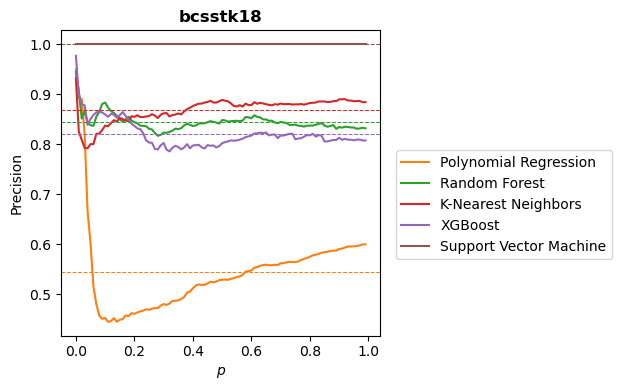 bcsstk18
Precision
1.0
0.9
0.8
0.7
0.6
0.5
0.0 0.2 0.4 0.6 0.8 1.0
p
Polynomial Regression
Random Forest
K-Nearest Neighbors
XGBoost
Support Vector Machine